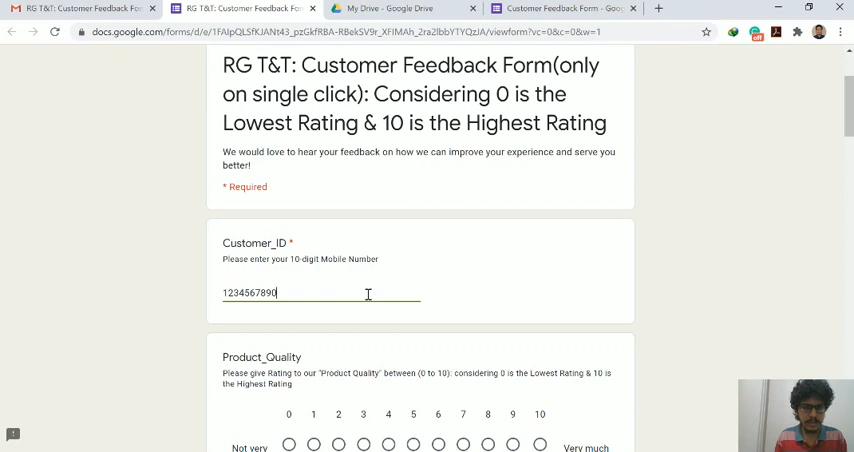 RG T&T: Customer Feedback For
RG T&T: Customer Feedback For
My Drive - Google Drive
Customer Feedback Form - Goog
docs.google.com/forms/d/e/1FAIpQLSfKJANt43_pzGkfRBA-RBekSV9r_XFIMAh_2ra2lbbYTYQzJA/viewform?vc=0&c=0&w=1
off
RG T&T: Customer Feedback Form(only
on single click): Considering 0 is the
Lowest Rating & 10 is the Highest Rating
We would love to hear your feedback on how we can improve your experience and serve you
better!
* Required
Customer_ID *
Please enter your 10-digit Mobile Number
1234567890
Product_Quality
Please give Rating to our "Product Quality" between (0 to 10): considering 0 is the Lowest Rating & 10 is
the Highest Rating
0 1 2 3 4 5 6 7 8 9 10
Not very Very much